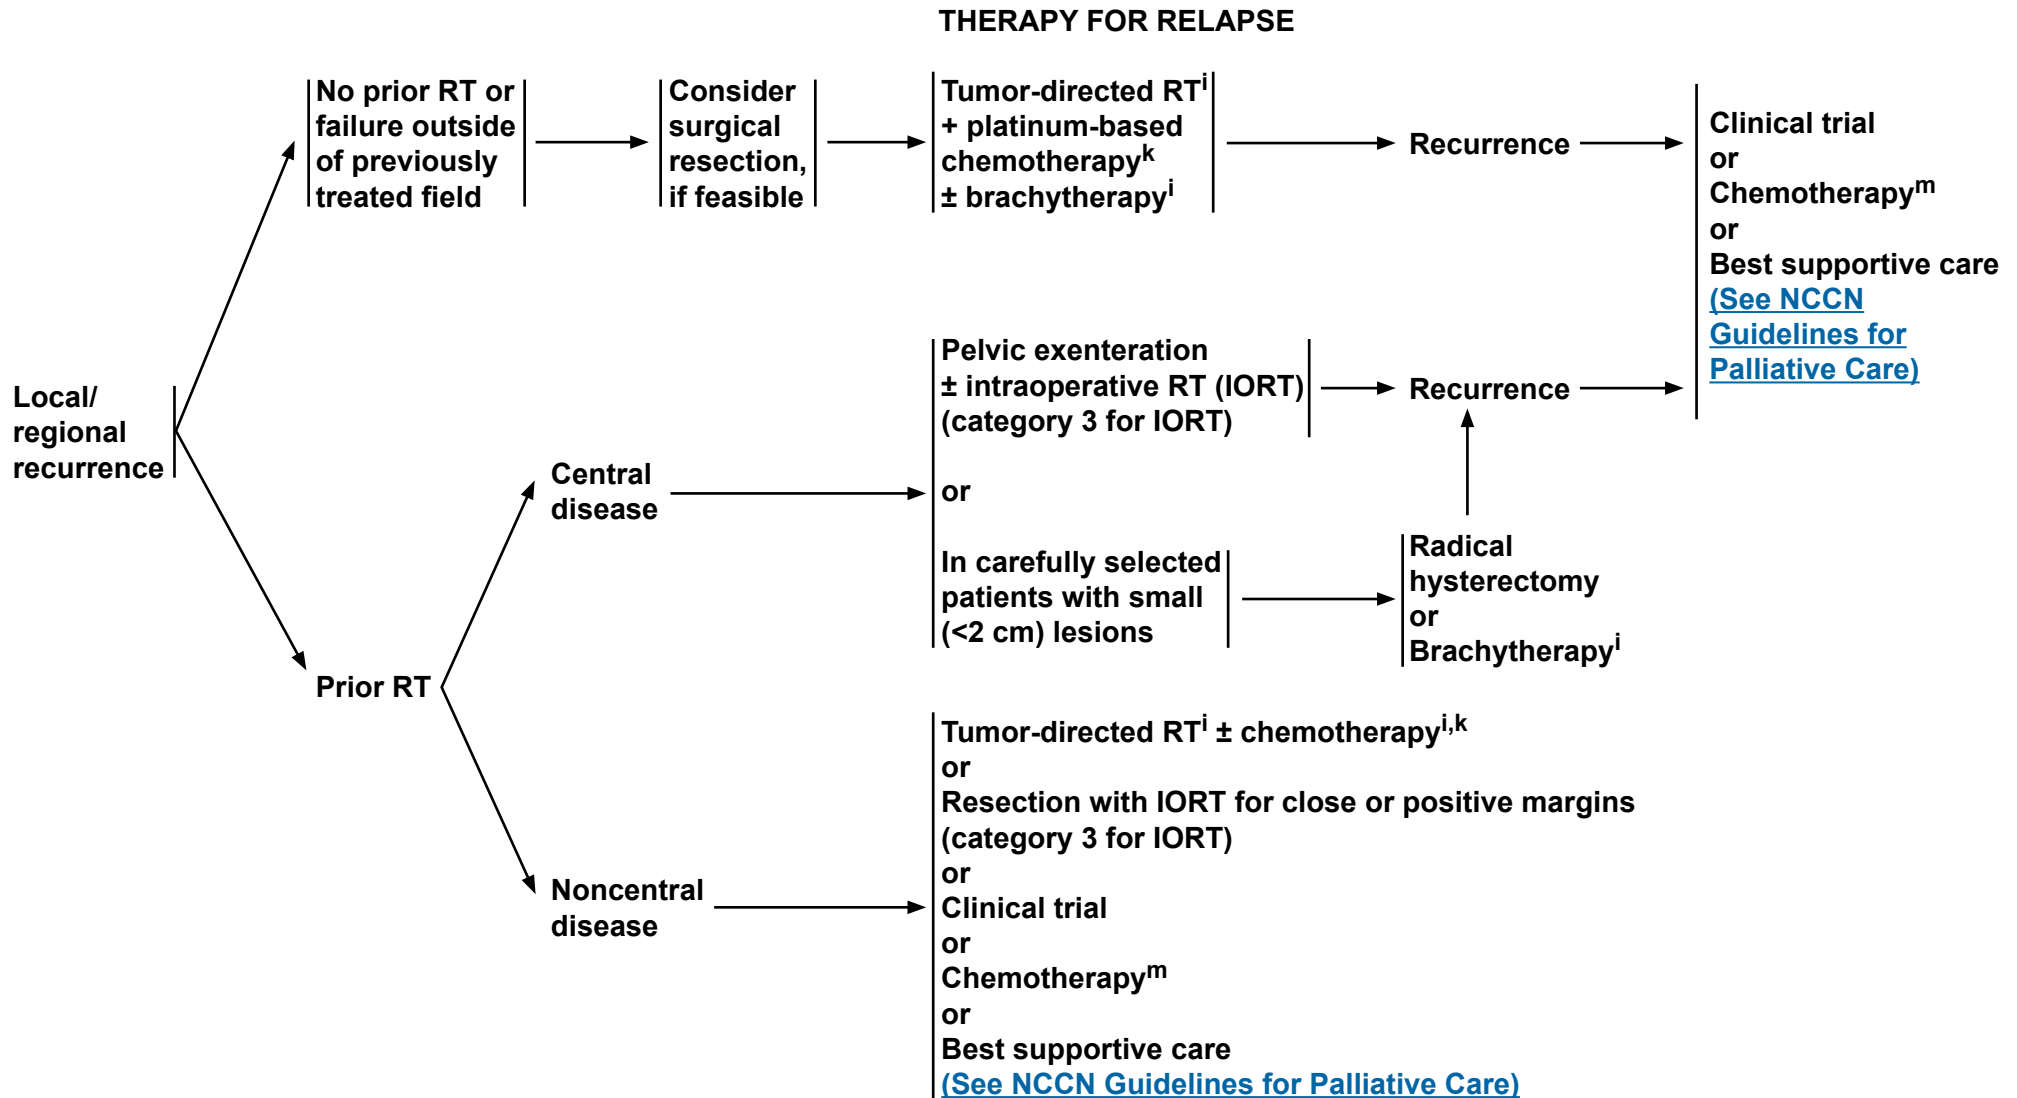 THERAPY FOR RELAPSE
Local/
regional
recurrence
No prior RT or
failure outside
of previously
treated field
Consider
surgical
resection,
if feasible
Tumor-directed RTⁱ
+ platinum-based
chemotherapyᵏ
± brachytherapyⁱ
Recurrence
Clinical trial
or
Chemotherapyᵐ
or
Best supportive care
(See NCCN
Guidelines for
Palliative Care)
Prior RT
Central
disease
Pelvic exenteration
± intraoperative RT (IORT)
(category 3 for IORT)
or
In carefully selected
patients with small
(<2 cm) lesions
Recurrence
Radical
hysterectomy
or
Brachytherapyⁱ
Noncentral
disease
Tumor-directed RTⁱ ± chemotherapyⁱ,ᵏ
or
Resection with IORT for close or positive margins
(category 3 for IORT)
or
Clinical trial
or
Chemotherapyᵐ
or
Best supportive care
(See NCCN Guidelines for Palliative Care)